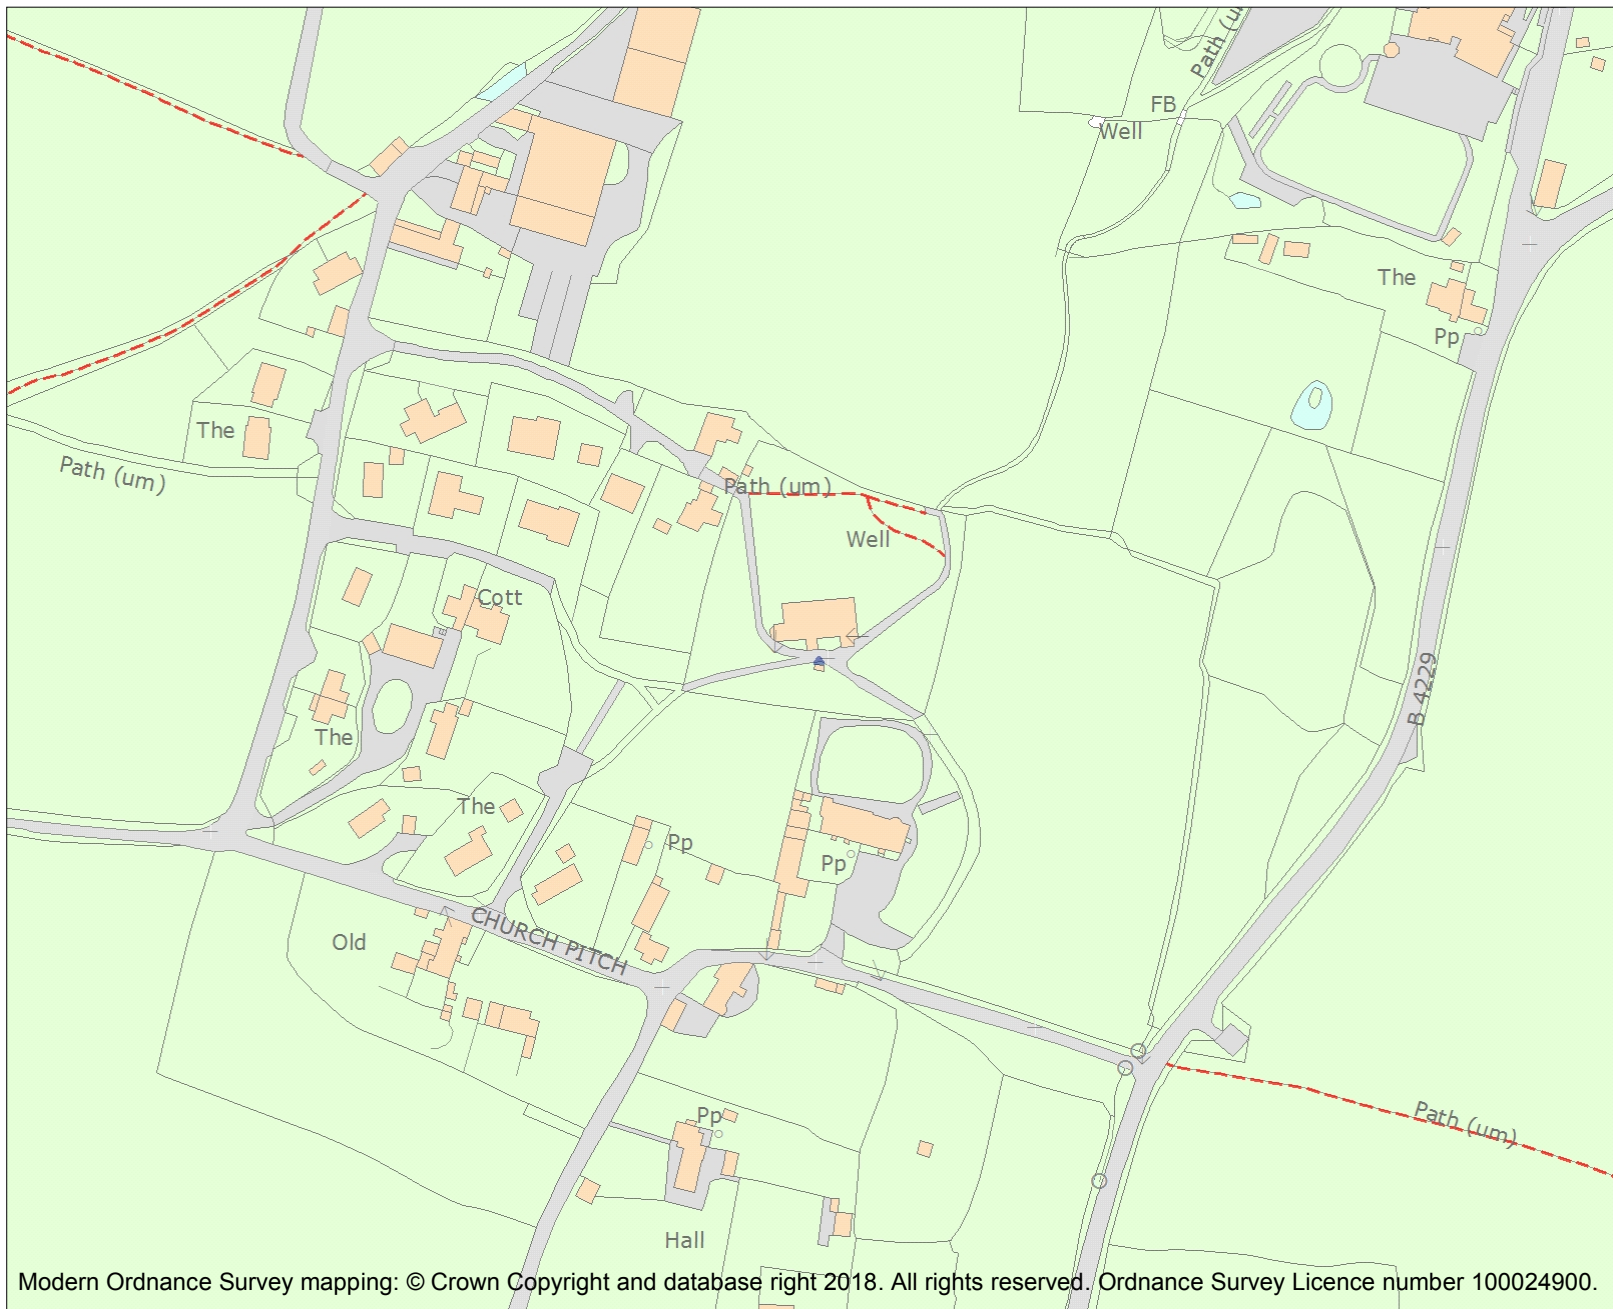 Path (u
FB
Well
The
Pp
The
Path (um)
Path (um)
Well
Cott
B 4229
The
The
Pp
Pp
CHURCH PITCH
Old
Pp
Path (um)
Hall
Modern Ordnance Survey mapping: © Crown Copyright and database right 2018. All rights reserved. Ordnance Survey Licence number 100024900.